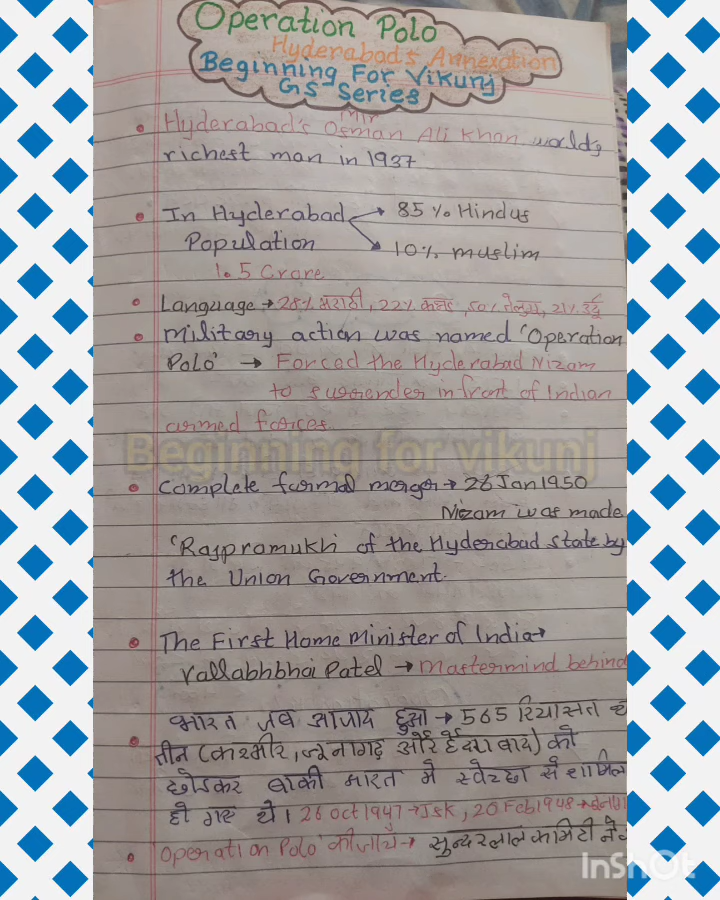 Operation Polo
Hyderabad's Annexation
Beginning For Vikunj
GS Series
Mir
Hyderabad's Osman Ali Khan world's
richest man in 1937
In Hyderabad → 85% Hindus
Population → 10% muslim
1.5 Crore
Language → 28% मराठी, 22% कन्नड, 50% तेलुगु, 21% उर्दू
military action was named 'Operation
Polo' → Forced the Hyderabad Nizam
to surrender in front of Indian
armed forces.
Beginning for vikunj
complete formal merger → 26 Jan 1950
Nizam was made
'Rajpramukh of the Hyderabad state by
the Union Government.
The First Home Minister of India →
Vallabhbhai Patel → Mastermind behind
भारत जब आजाद हुआ → 565 रियासत थे
तीन (कश्मीर, जूनागढ़ और हैदराबाद) को
छोडकर बाकी भारत मे स्वेच्छा से शामिल
हो गए थे। 26 oct 1947 → J&k, 20 Feb 1948 →
'Operation Polo' की जांच → सुन्दरलाल कमिटी ने
InShOt